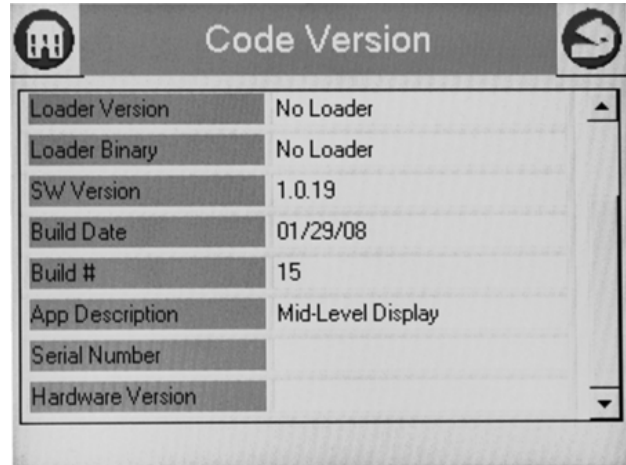 Code Version
Loader Version No Loader
Loader Binary No Loader
SW Version 1.0.19
Build Date 01/29/08
Build # 15
App Description Mid-Level Display
Serial Number
Hardware Version